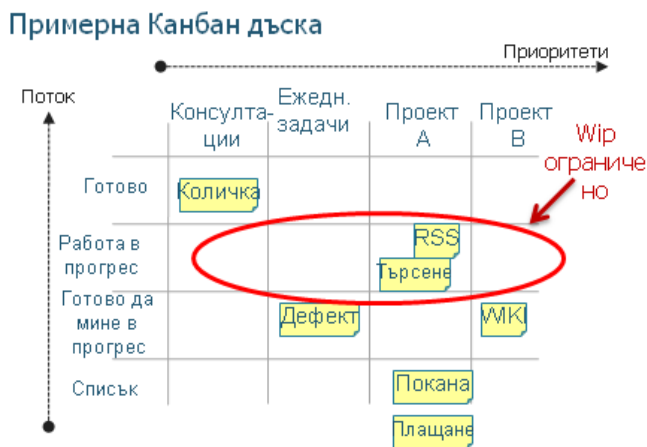 Примерна Канбан дъска
Приоритети
Поток
Консулта-
ции
Ежедн.
задачи
Проект
А
Проект
В
Wip
ограниче
но
Готово
Количка
Работа в
прогрес
RSS
Търсене
Готово да
мине в
прогрес
Дефект
WIKI
Списък
Покана
Плащане